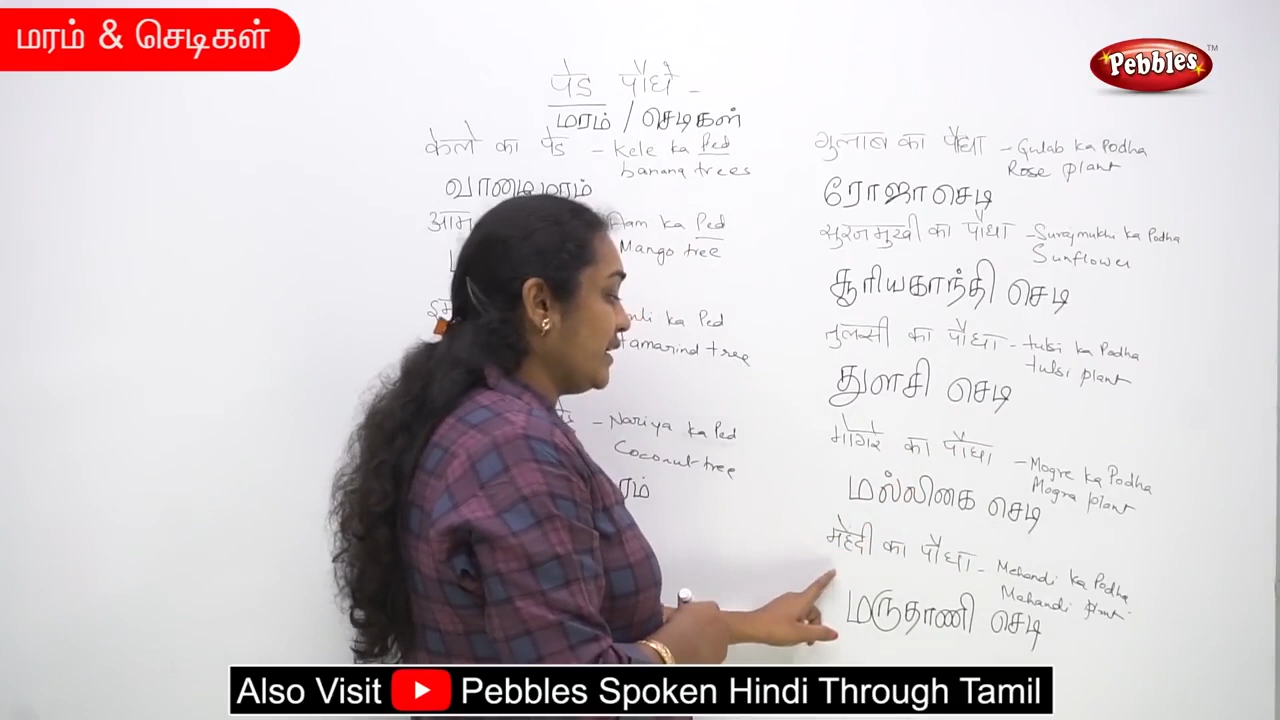 மரம் & செடிகள்
Pebbles
TM
पेड पौधे -
மரம் / செடிகள்
केले का पेड - Kele ka Ped
banana trees
வாழைமரம்
आम
Aam ka Ped
Mango tree
ka Ped
tamarind tree
- Nariya ka Ped
Coconut tree
गुलाब का पौधा - Gulab ka Podha
Rose plant
ரோஜா செடி
सुरजमुखी का पौधा - Surajmukhi ka Podha
Sunflower
சூரியகாந்தி செடி
तुलसी का पौधा - tulsi ka Podha
tulsi plant
துளசி செடி
मोगरे का पौधा - Mogre ka Podha
Mogra plant
மல்லிகை செடி
मेहदी का पौधा - Mehandi ka Podha
Mehandi plant
மருதாணி செடி
Also Visit Pebbles Spoken Hindi Through Tamil